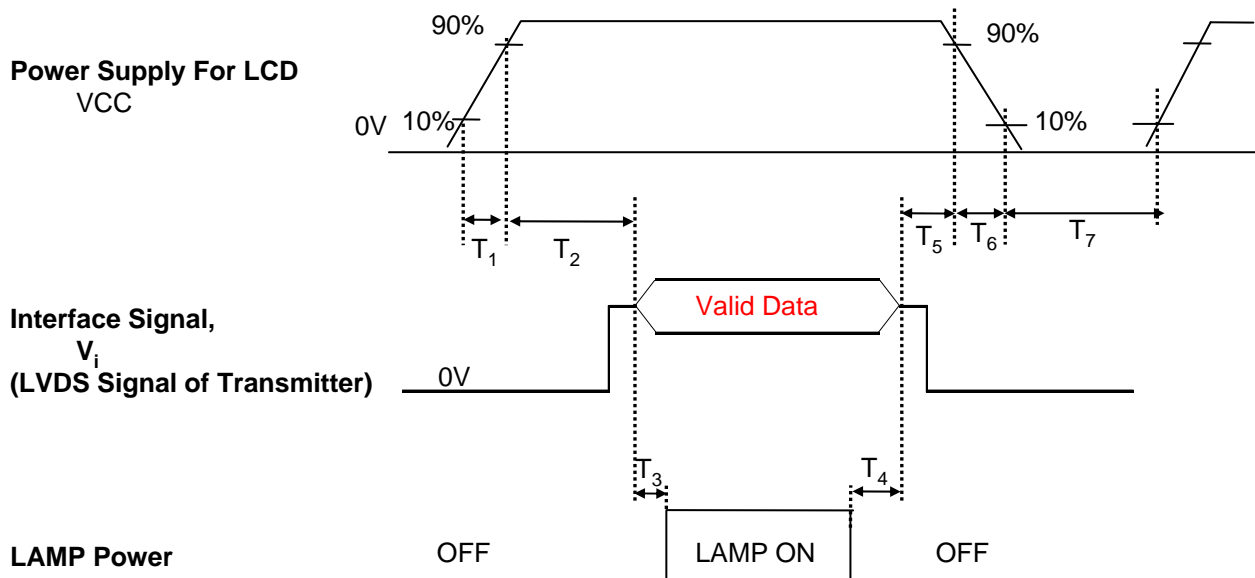 90%
90%
Power Supply For LCD
VCC
0V
10%
10%
T1
T2
T5
T6
T7
Valid Data
Interface Signal,
Vi
(LVDS Signal of Transmitter)
0V
T3
T4
LAMP Power
OFF
LAMP ON
OFF